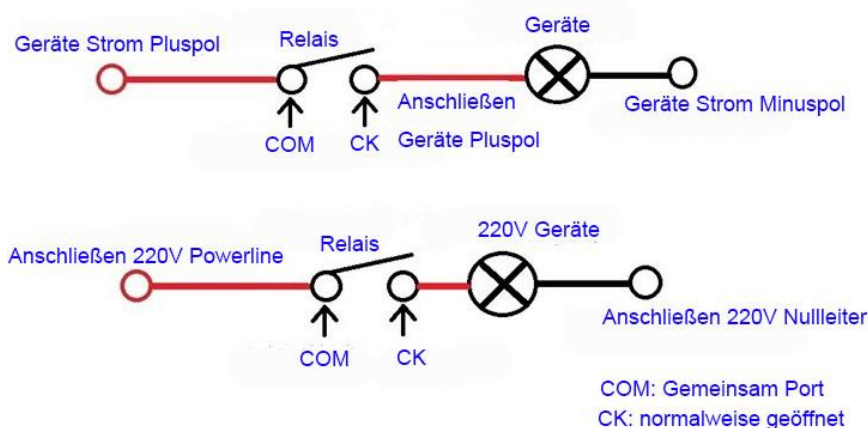 Geräte
Geräte Strom Pluspol
Relais
Anschließen
Geräte Strom Minuspol
COM
CK
Geräte Pluspol
220V Geräte
Relais
Anschließen 220V Powerline
Anschließen 220V Nullleiter
COM
CK
COM: Gemeinsam Port
CK: normalweise geöffnet